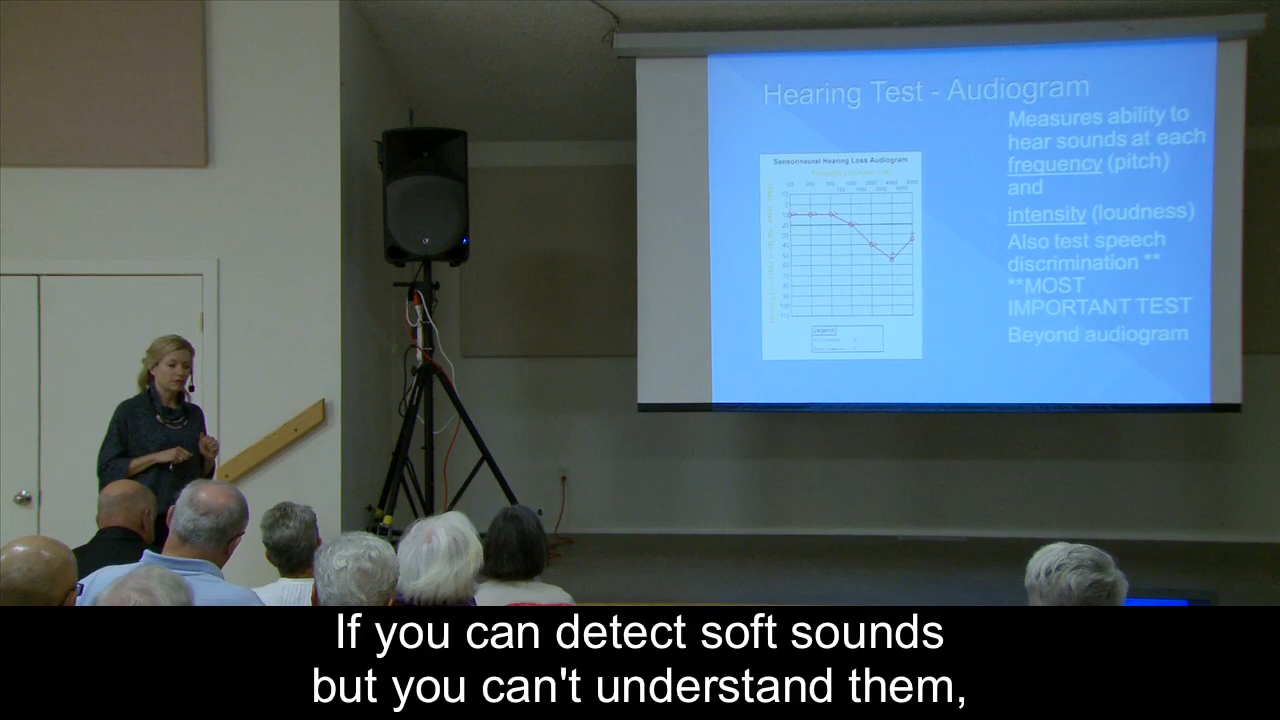 Hearing Test - Audiogram
Measures ability to
hear sounds at each
frequency (pitch)
and
intensity (loudness)
Also test speech
discrimination **
**MOST
IMPORTANT TEST
Beyond audiogram
Sensorineural Hearing Loss Audiogram
If you can detect soft sounds
but you can't understand them,